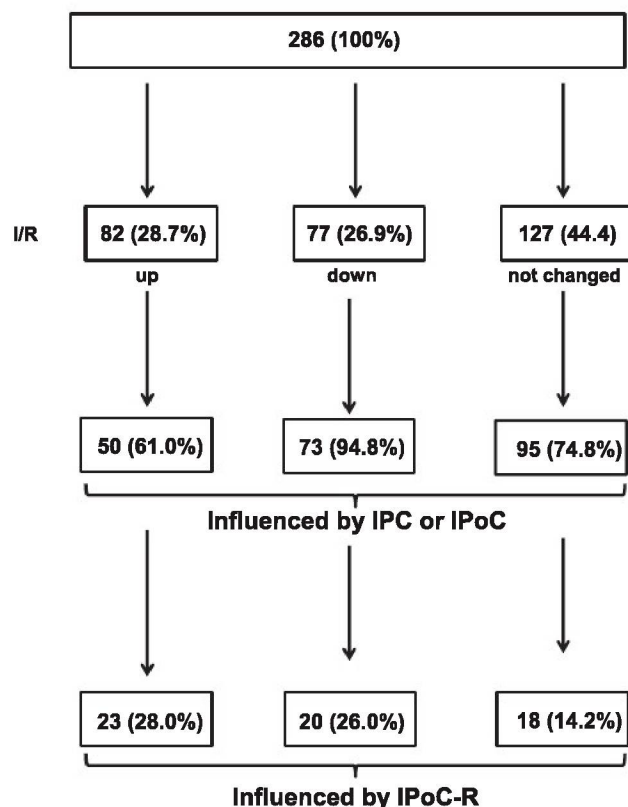 286 (100%)
I/R 82 (28.7%) 77 (26.9%) 127 (44.4)
up down not changed
50 (61.0%) 73 (94.8%) 95 (74.8%)
Influenced by IPC or IPoC
23 (28.0%) 20 (26.0%) 18 (14.2%)
Influenced by IPoC-R